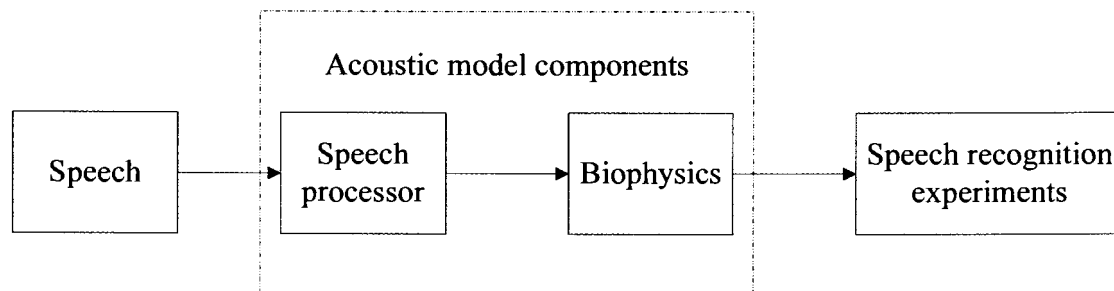 Acoustic model components
Speech
Speech
processor
Biophysics
Speech recognition
experiments